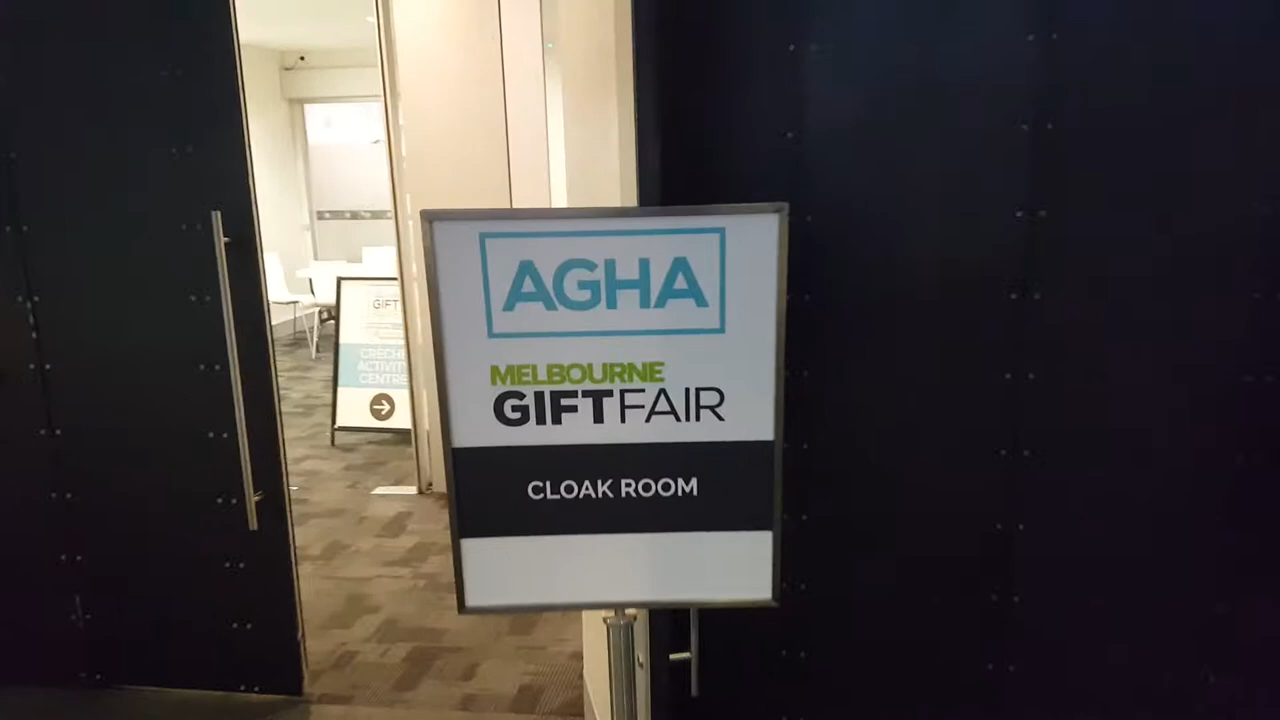 AGHA
MELBOURNE
GIFTFAIR
CLOAK ROOM
GIFT
CRECHE
ACTIVITY
CENTRE